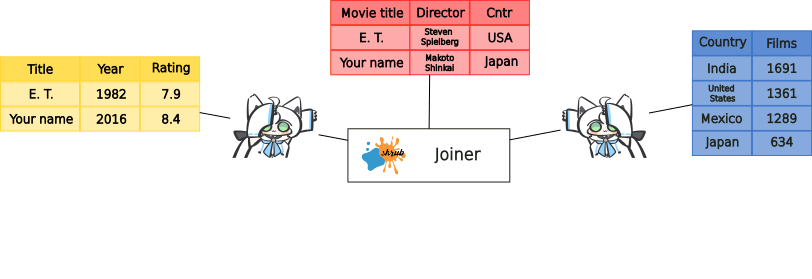 Movie title Director Cntr
E. T. Steven Spielberg USA
Your name Makoto Shinkai Japan
Title Year Rating
E. T. 1982 7.9
Your name 2016 8.4
Country Films
India 1691
United States 1361
Mexico 1289
Japan 634
shrub
Joiner